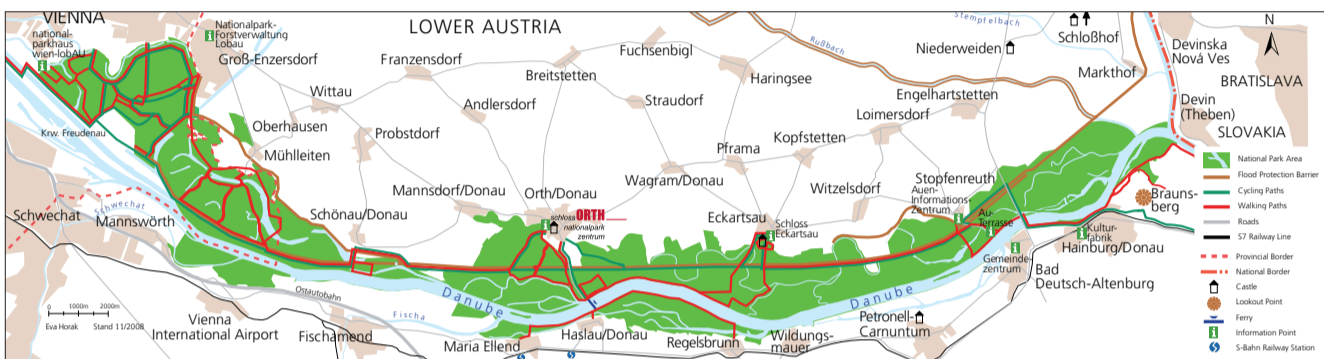 VIENNA
LOWER AUSTRIA
national-
parkhaus
wien-lobAU
Nationalpark-
Forstverwaltung
Lobau
Groß-Enzersdorf
Franzensdorf
Fuchsenbigl
Breitstetten
Rußbach
Haringsee
Stempfelbach
Niederweiden
Schloßhof
Markthof
N
Devinska
Nová Ves
BRATISLAVA
Devin
(Theben)
SLOVAKIA
Wittau
Andlersdorf
Straudorf
Engelhartstetten
Loimersdorf
Kopfstetten
Oberhausen
Probstdorf
Mühlleiten
Krw. Freudenau
Pframa
Wagram/Donau
Witzelsdorf
Stopfenreuth
Auen-
Informations-
Zentrum
Au-
Terrasse
Mannsdorf/Donau
Orth/Donau
schloss ORTH
nationalpark
zentrum
Eckartsau
Schloss
Eckartsau
Schönau/Donau
Schwechat
Schwechat
Mannswörth
Brauns-
berg
Kultur-
fabrik
Hainburg/Donau
Gemeinde-
zentrum
Bad
Deutsch-Altenburg
Danube
Danube
Ostautobahn
Fischa
0 1000m 2000m
Eva Horak Stand 11/2008
Vienna
International Airport
Fischamend
Maria Ellend
Haslau/Donau
Regelsbrunn
Wildungs-
mauer
Petronell-
Carnuntum
National Park Area
Flood Protection Barrier
Cycling Paths
Walking Paths
Roads
S7 Railway Line
Provincial Border
National Border
Castle
Lookout Point
Ferry
Information Point
S-Bahn Railway Station